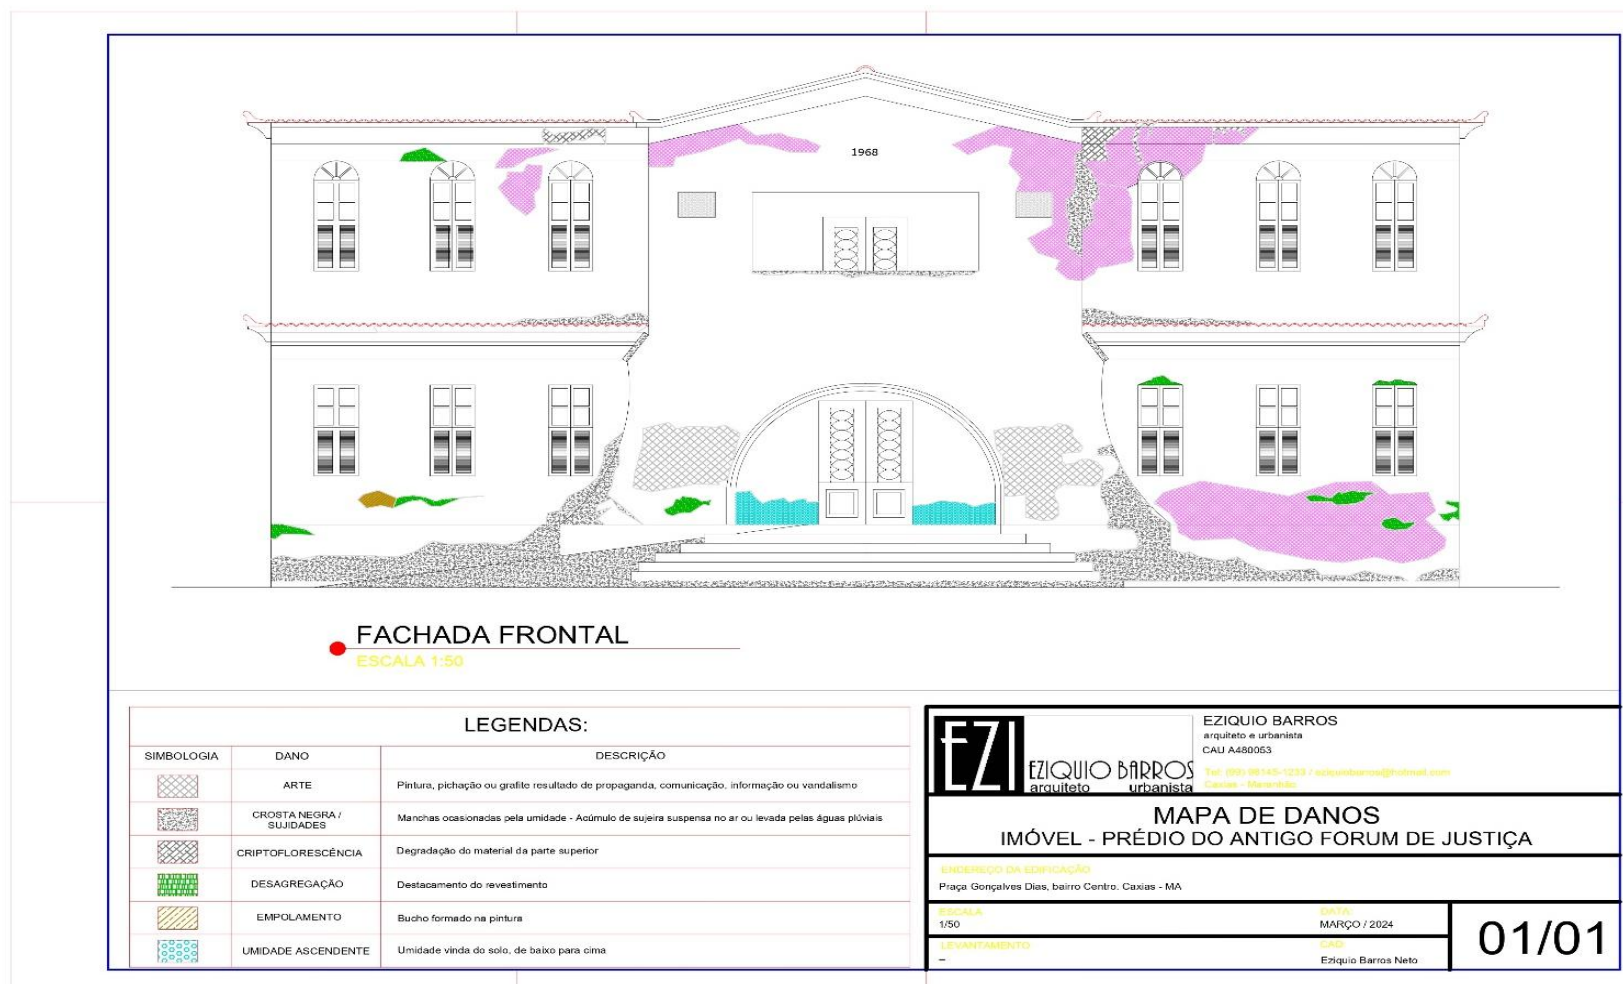 1968
FACHADA FRONTAL
ESCALA 1:50
LEGENDAS:
SIMBOLOGIA DANO DESCRIÇÃO
ARTE Pintura, pichação ou grafite resultado de propaganda, comunicação, informação ou vandalismo
CROSTA NEGRA / SUJIDADES Manchas ocasionadas pela umidade - Acúmulo de sujeira suspensa no ar ou levada pelas águas plúviais
CRIPTOFLORESCÊNCIA Degradação do material da parte superior
DESAGREGAÇÃO Destacamento do revestimento
EMPOLAMENTO Bucho formado na pintura
UMIDADE ASCENDENTE Umidade vinda do solo, de baixo para cima
EZI
EZIQUIO BARROS
arquiteto urbanista
EZIQUIO BARROS
arquiteto e urbanista
CAU A480053
Caxias - Maranhão
MAPA DE DANOS
IMÓVEL - PRÉDIO DO ANTIGO FORUM DE JUSTIÇA
ENDEREÇO DA EDIFICAÇÃO
Praça Gonçalves Dias, bairro Centro. Caxias - MA
ESCALA DATA:
1/50 MARÇO / 2024
LEVANTAMENTO CAD
– Eziquio Barros Neto
01/01